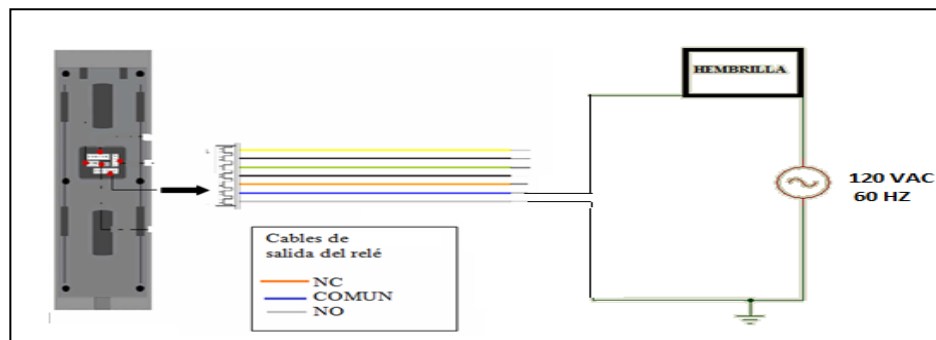 HEMBRILLA
120 VAC
60 HZ
Cables de
salida del relé
NC
COMUN
NO